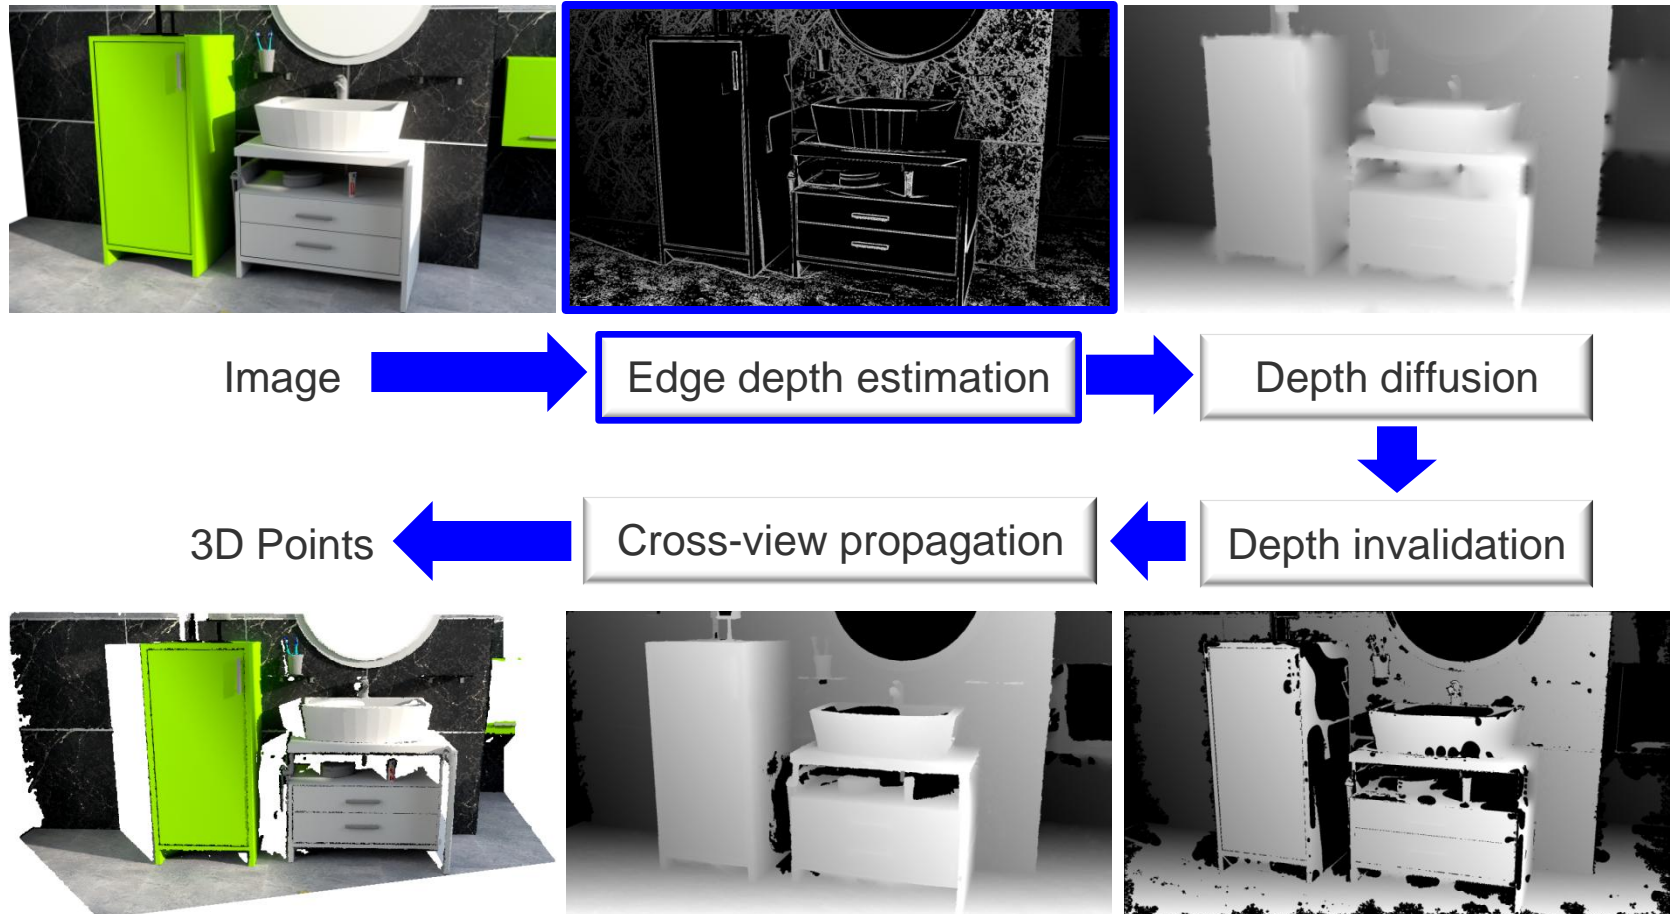 Image
Edge depth estimation
Depth diffusion
3D Points
Cross-view propagation
Depth invalidation